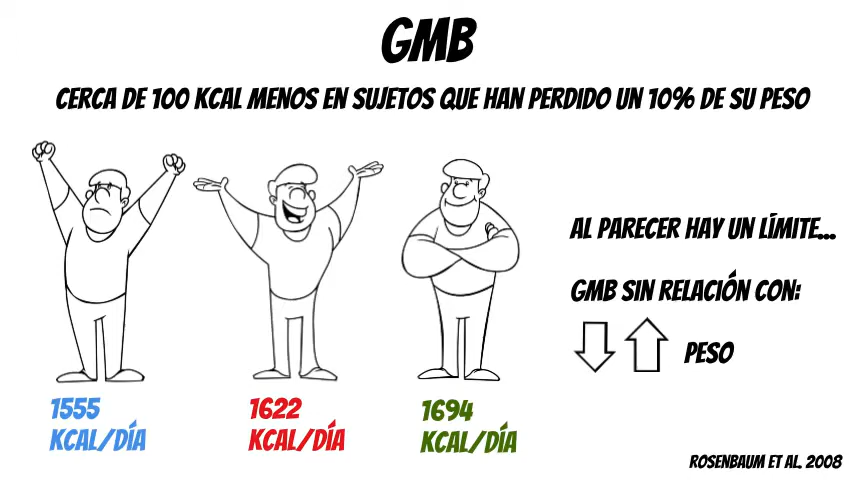 GMB
CERCA DE 100 KCAL MENOS EN SUJETOS QUE HAN PERDIDO UN 10% DE SU PESO
AL PARECER HAY UN LÍMITE...
GMB SIN RELACIÓN CON:
PESO
1555
KCAL/DÍA
1622
KCAL/DÍA
1694
KCAL/DÍA
ROSENBAUM ET AL. 2008